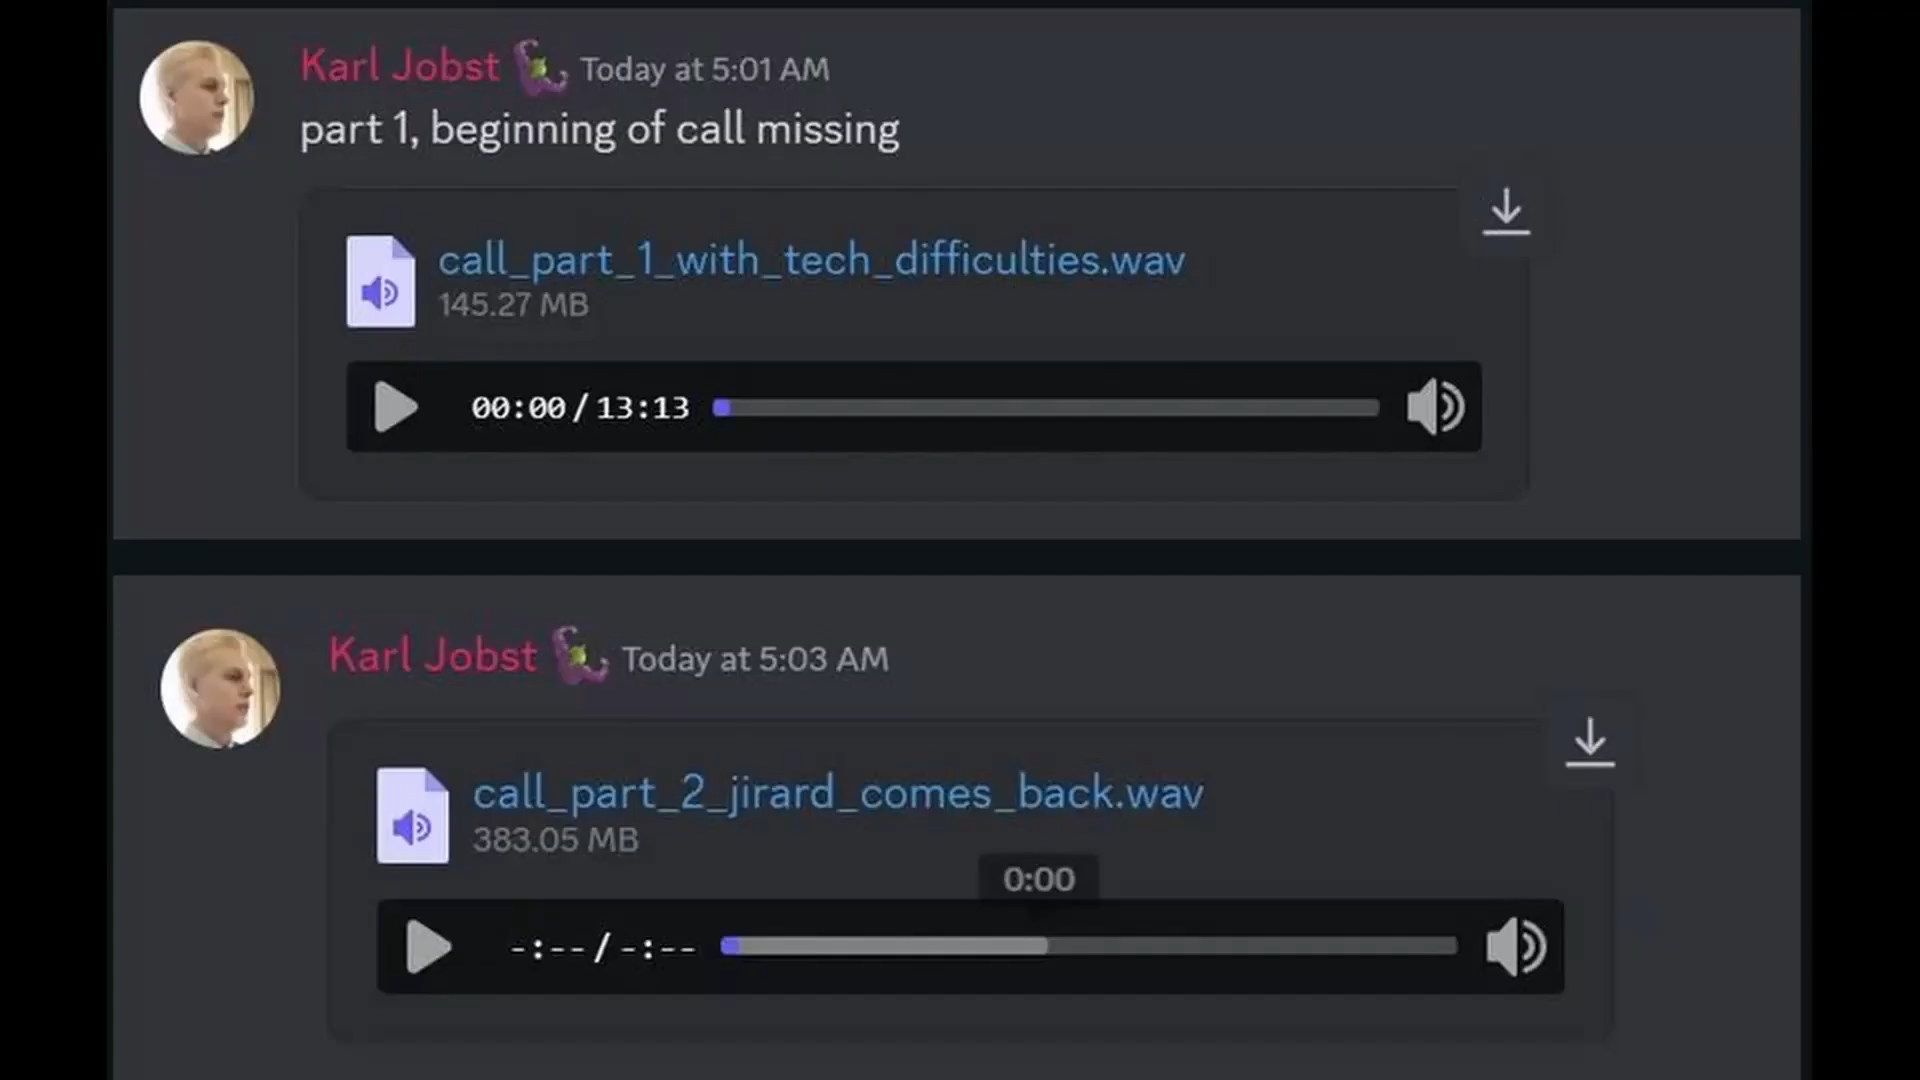 Karl Jobst Today at 5:01 AM
part 1, beginning of call missing
call_part_1_with_tech_difficulties.wav
145.27 MB
00:00 / 13:13
Karl Jobst Today at 5:03 AM
call_part_2_jirard_comes_back.wav
383.05 MB
0:00
-:-- / -:--